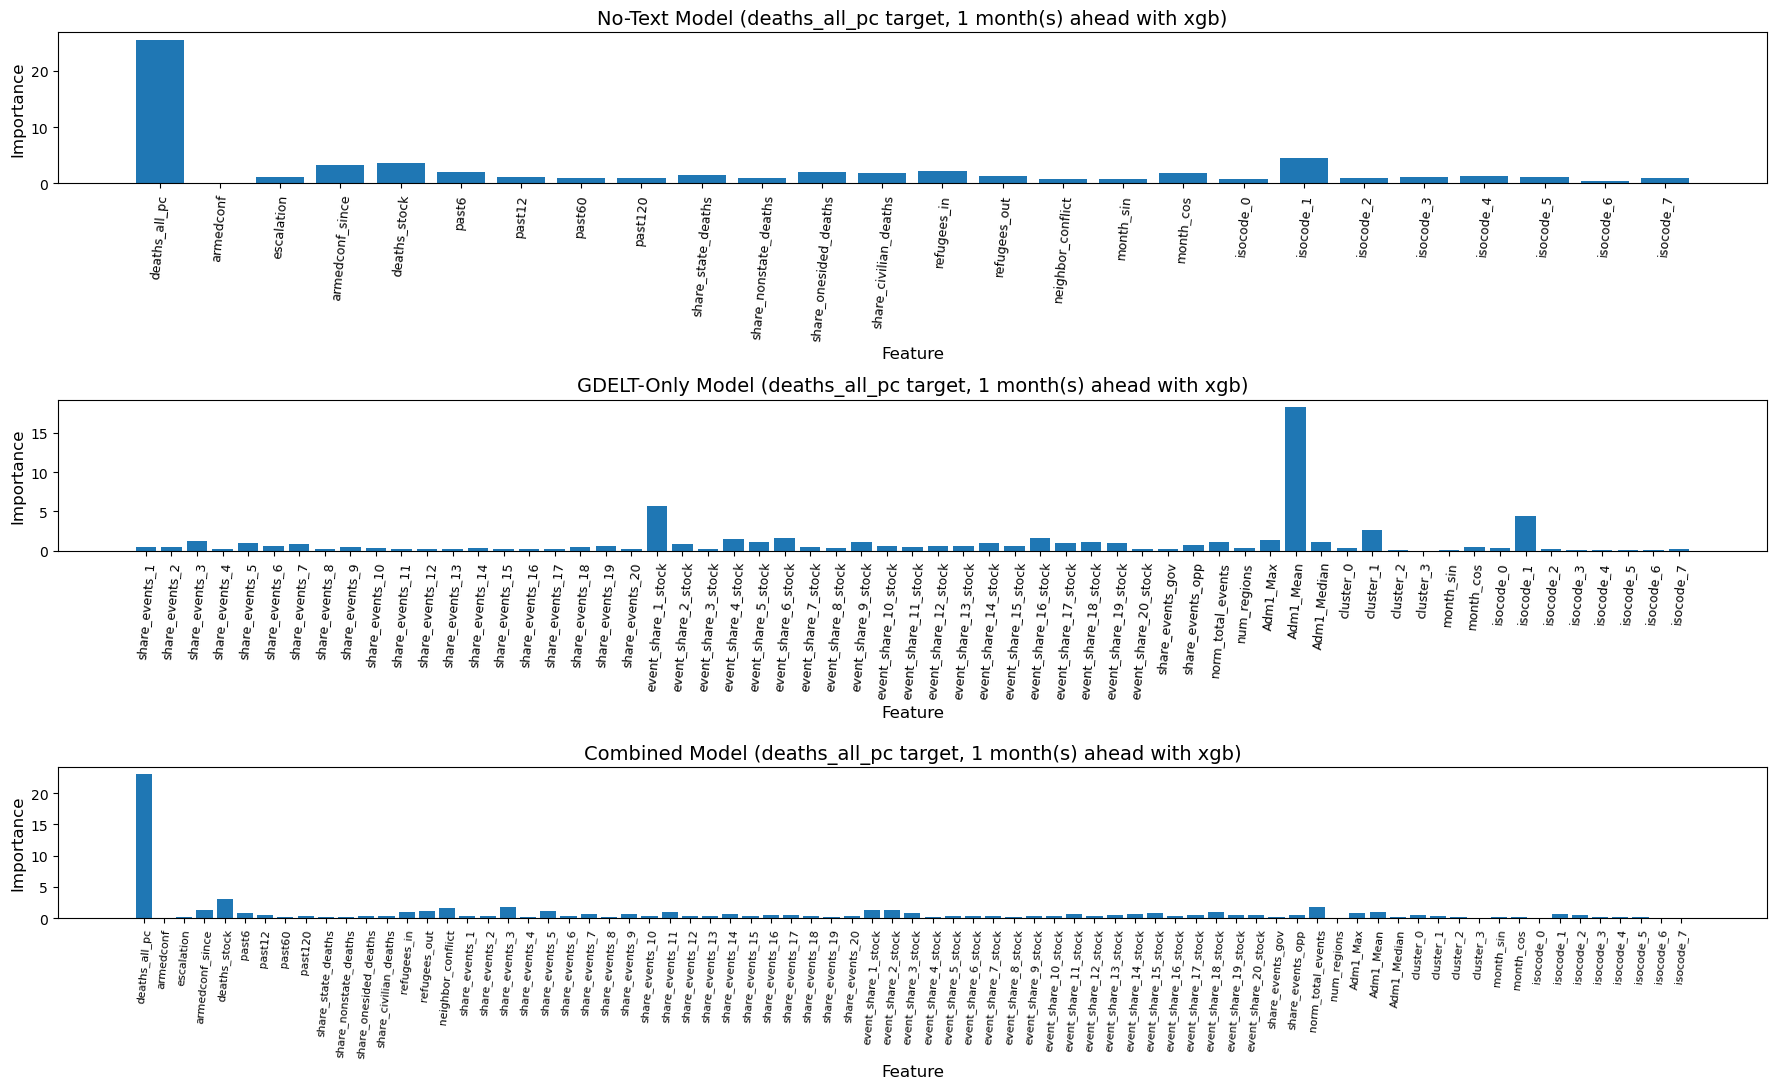 No-Text Model (deaths_all_pc target, 1 month(s) ahead with xgb)
Importance
20
10
0
deaths_all_pc
armedconf
escalation
armedconf_since
deaths_stock
past6
past12
past60
past120
share_state_deaths
share_nonstate_deaths
share_onesided_deaths
share_civilian_deaths
refugees_in
refugees_out
neighbor_conflict
month_sin
month_cos
isocode_0
isocode_1
isocode_2
isocode_3
isocode_4
isocode_5
isocode_6
isocode_7
Feature
GDELT-Only Model (deaths_all_pc target, 1 month(s) ahead with xgb)
Importance
15
10
5
0
share_events_1
share_events_2
share_events_3
share_events_4
share_events_5
share_events_6
share_events_7
share_events_8
share_events_9
share_events_10
share_events_11
share_events_12
share_events_13
share_events_14
share_events_15
share_events_16
share_events_17
share_events_18
share_events_19
share_events_20
event_share_1_stock
event_share_2_stock
event_share_3_stock
event_share_4_stock
event_share_5_stock
event_share_6_stock
event_share_7_stock
event_share_8_stock
event_share_9_stock
event_share_10_stock
event_share_11_stock
event_share_12_stock
event_share_13_stock
event_share_14_stock
event_share_15_stock
event_share_16_stock
event_share_17_stock
event_share_18_stock
event_share_19_stock
event_share_20_stock
share_events_gov
share_events_opp
norm_total_events
num_regions
Adm1_Max
Adm1_Mean
Adm1_Median
cluster_0
cluster_1
cluster_2
cluster_3
month_sin
month_cos
isocode_0
isocode_1
isocode_2
isocode_3
isocode_4
isocode_5
isocode_6
isocode_7
Feature
Combined Model (deaths_all_pc target, 1 month(s) ahead with xgb)
Importance
20
15
10
5
0
deaths_all_pc
armedconf
escalation
armedconf_since
deaths_stock
past6
past12
past60
past120
share_state_deaths
share_nonstate_deaths
share_onesided_deaths
share_civilian_deaths
refugees_in
refugees_out
neighbor_conflict
share_events_1
share_events_2
share_events_3
share_events_4
share_events_5
share_events_6
share_events_7
share_events_8
share_events_9
share_events_10
share_events_11
share_events_12
share_events_13
share_events_14
share_events_15
share_events_16
share_events_17
share_events_18
share_events_19
share_events_20
event_share_1_stock
event_share_2_stock
event_share_3_stock
event_share_4_stock
event_share_5_stock
event_share_6_stock
event_share_7_stock
event_share_8_stock
event_share_9_stock
event_share_10_stock
event_share_11_stock
event_share_12_stock
event_share_13_stock
event_share_14_stock
event_share_15_stock
event_share_16_stock
event_share_17_stock
event_share_18_stock
event_share_19_stock
event_share_20_stock
share_events_gov
share_events_opp
norm_total_events
num_regions
Adm1_Max
Adm1_Mean
Adm1_Median
cluster_0
cluster_1
cluster_2
cluster_3
month_sin
month_cos
isocode_0
isocode_1
isocode_2
isocode_3
isocode_4
isocode_5
isocode_6
isocode_7
Feature